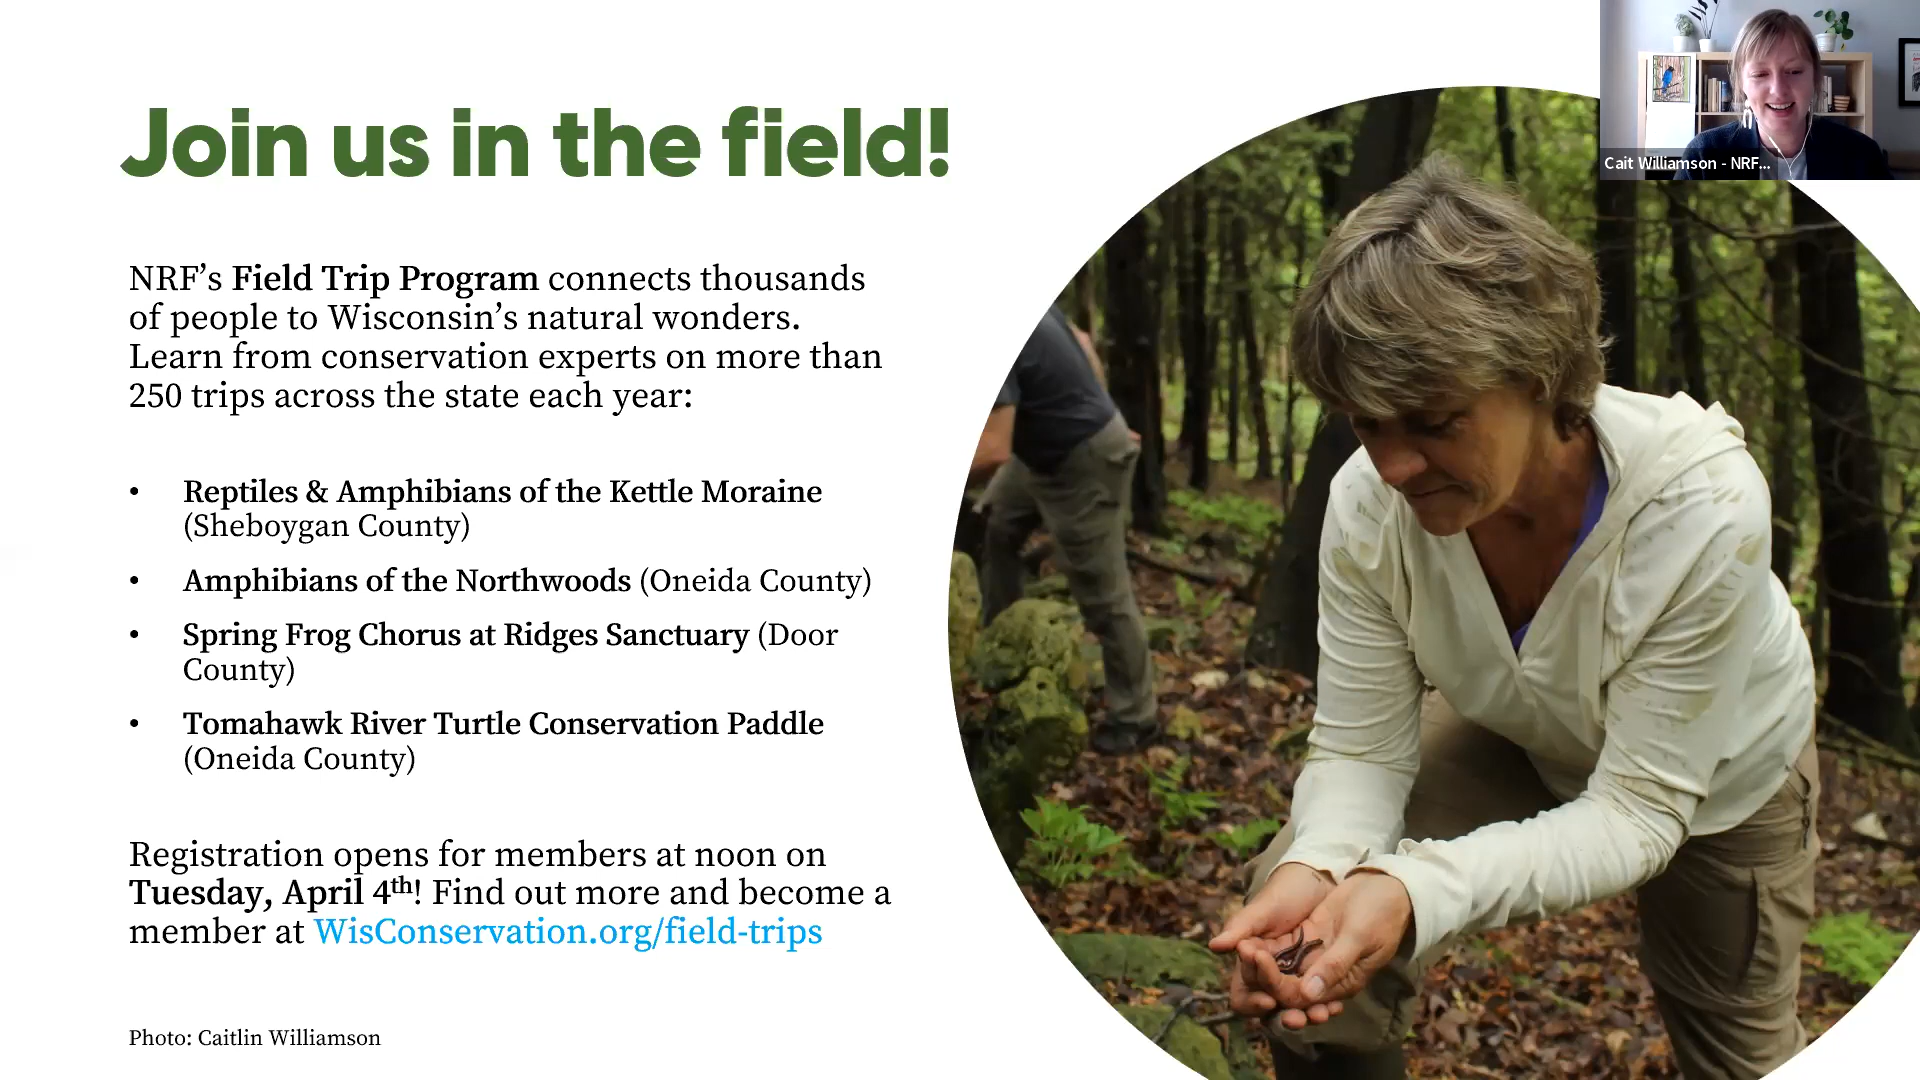 Join us in the field!
NRF’s Field Trip Program connects thousands
of people to Wisconsin’s natural wonders.
Learn from conservation experts on more than
250 trips across the state each year:
• Reptiles & Amphibians of the Kettle Moraine
(Sheboygan County)
• Amphibians of the Northwoods (Oneida County)
• Spring Frog Chorus at Ridges Sanctuary (Door
County)
• Tomahawk River Turtle Conservation Paddle
(Oneida County)
Registration opens for members at noon on
Tuesday, April 4th! Find out more and become a
member at WisConservation.org/field-trips
Photo: Caitlin Williamson
Cait Williamson - NRF...